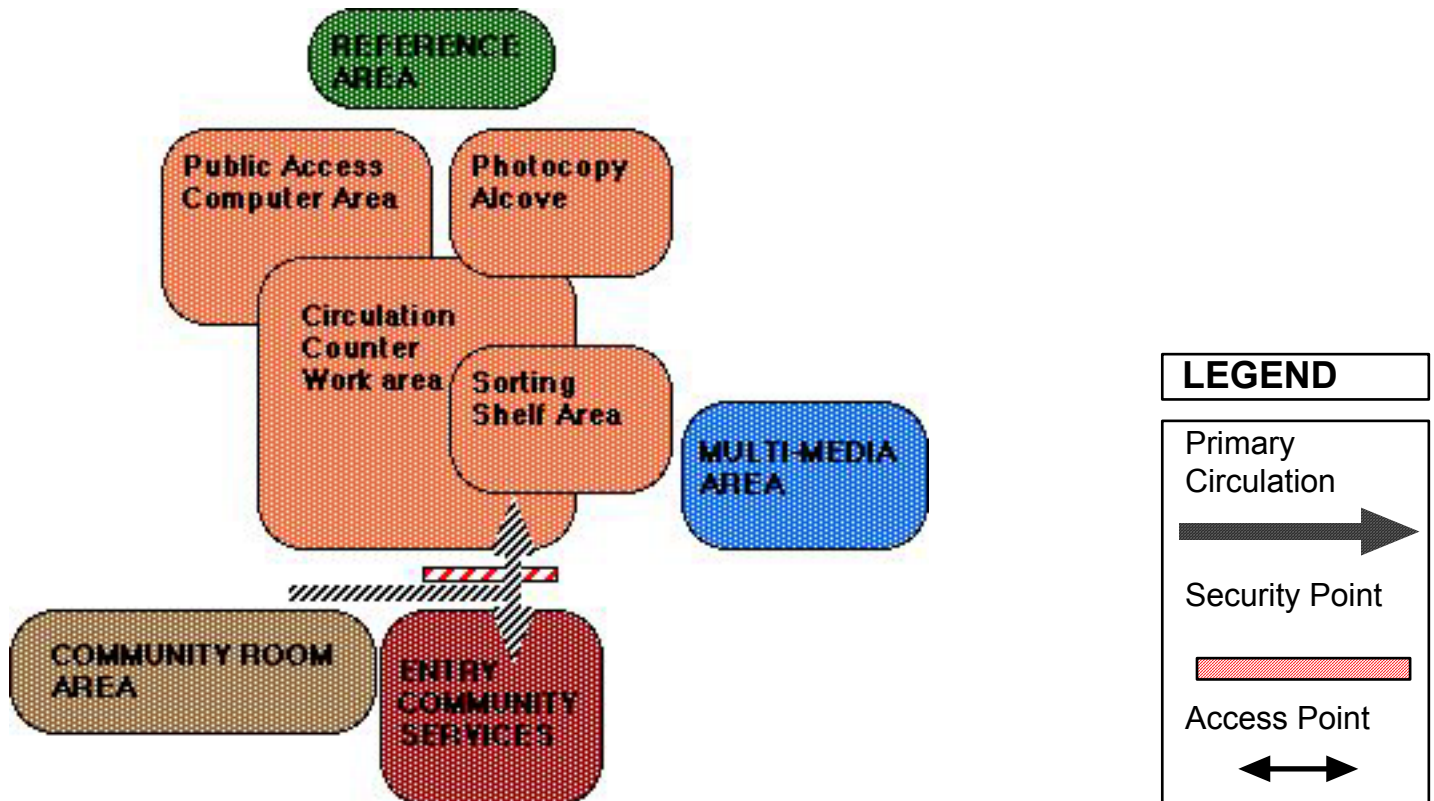 REFERENCE
AREA
Public Access
Computer Area
Photocopy
Alcove
Circulation
Counter
Work area
Sorting
Shelf Area
MULTI-MEDIA
AREA
COMMUNITY ROOM
AREA
ENTRY
COMMUNITY
SERVICES
LEGEND
Primary
Circulation
Security Point
Access Point